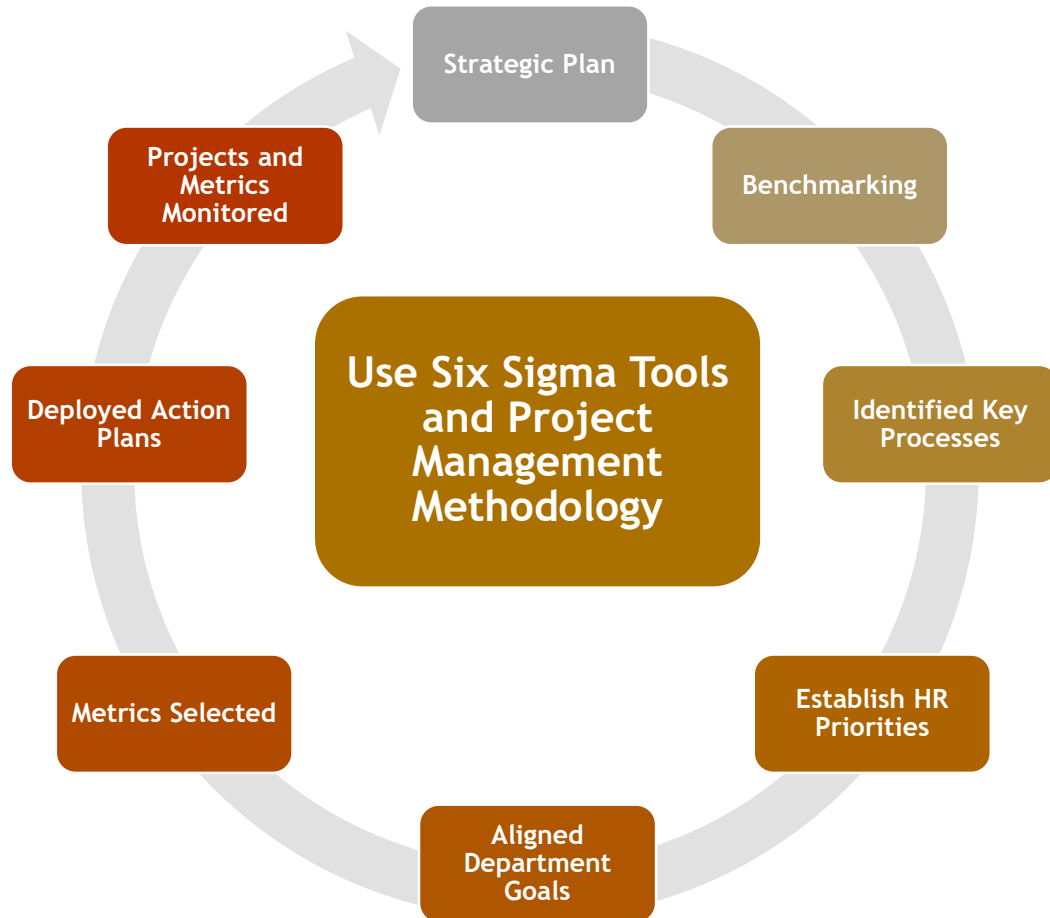 Strategic Plan
Benchmarking
Identified Key
Processes
Establish HR
Priorities
Aligned
Department
Goals
Metrics Selected
Deployed Action
Plans
Projects and
Metrics
Monitored
Use Six Sigma Tools
and Project
Management
Methodology